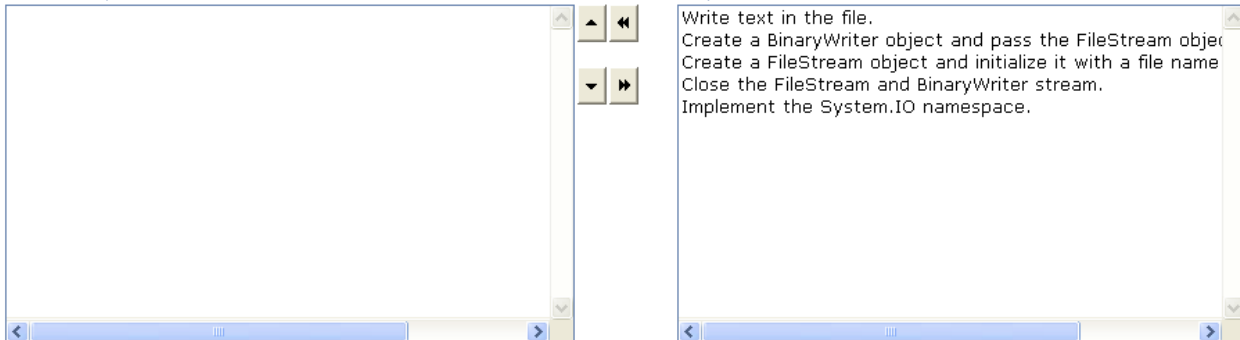 Write text in the file.
Create a BinaryWriter object and pass the FileStream objec
Create a FileStream object and initialize it with a file name
Close the FileStream and BinaryWriter stream.
Implement the System.IO namespace.